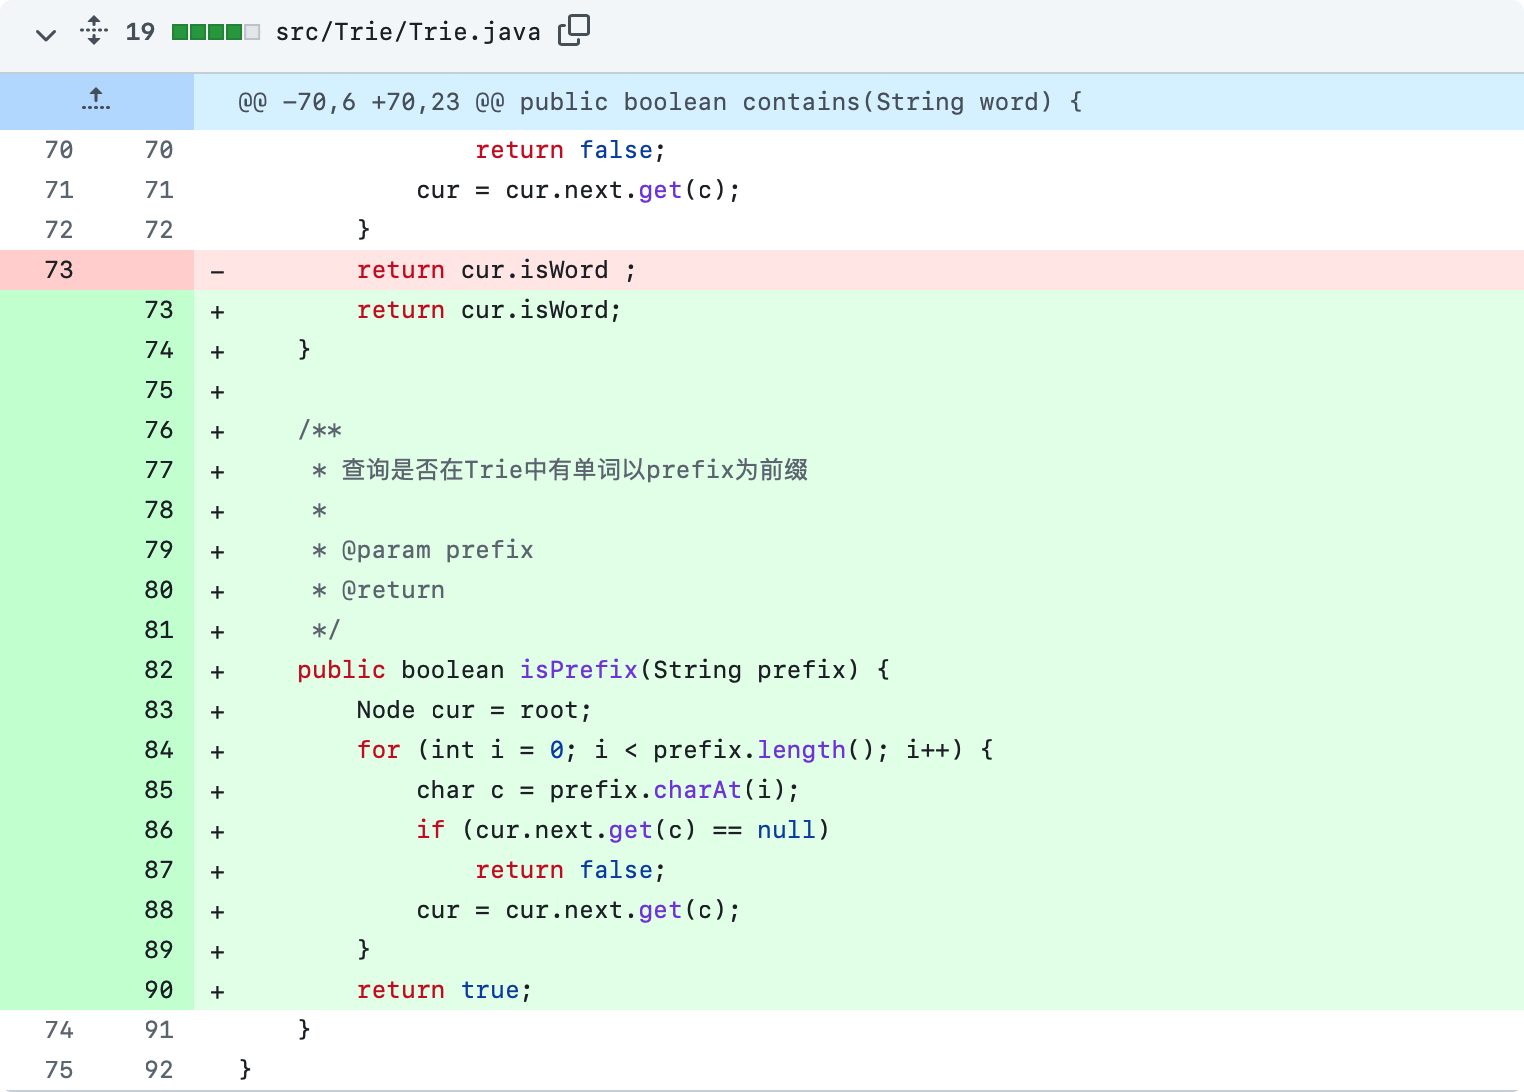 19 src/Trie/Trie.java
@@ -70,6 +70,23 @@ public boolean contains(String word) {
70 70 return false;
71 71 cur = cur.next.get(c);
72 72 }
73 - return cur.isWord ;
73 + return cur.isWord;
74 + }
75 +
76 + /**
77 + * 查询是否在Trie中有单词以prefix为前缀
78 + *
79 + * @param prefix
80 + * @return
81 + */
82 + public boolean isPrefix(String prefix) {
83 + Node cur = root;
84 + for (int i = 0; i < prefix.length(); i++) {
85 + char c = prefix.charAt(i);
86 + if (cur.next.get(c) == null)
87 + return false;
88 + cur = cur.next.get(c);
89 + }
90 + return true;
74 91 }
75 92 }